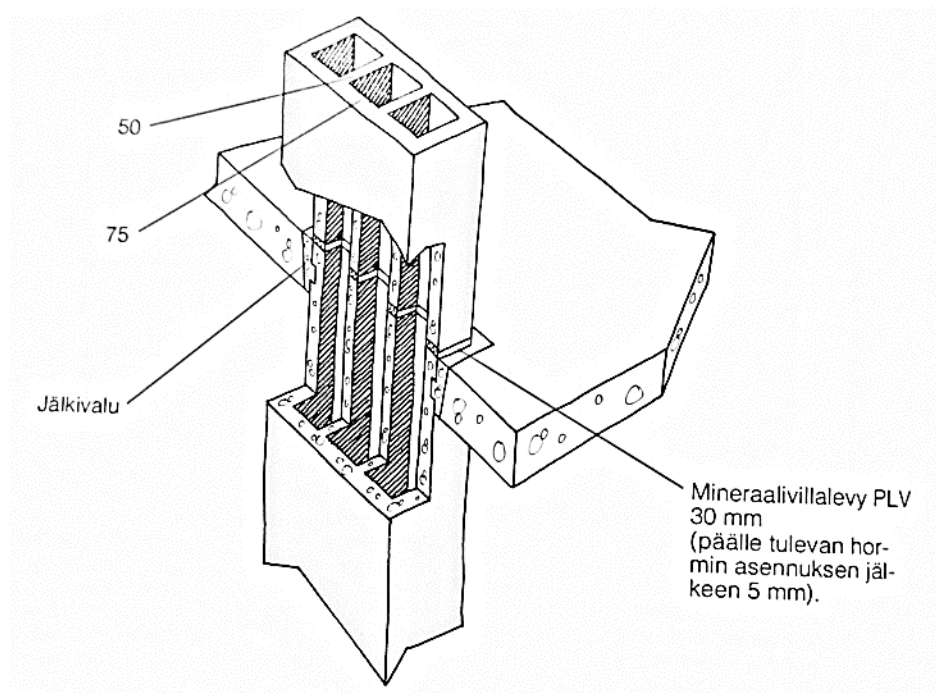 50
75
Jälkivalu
Mineraalivillalevy PLV
30 mm
(päälle tulevan hor-
min asennuksen jäl-
keen 5 mm).